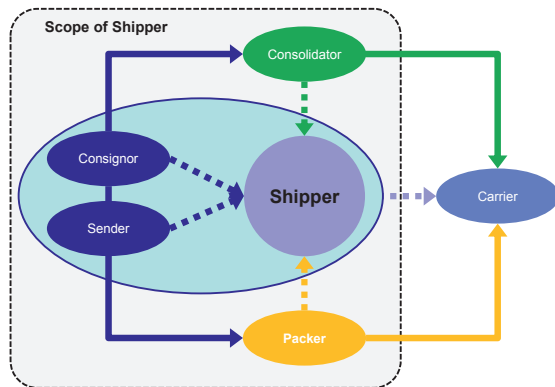 Scope of Shipper
Consolidator
Consignor
Shipper
Carrier
Sender
Packer